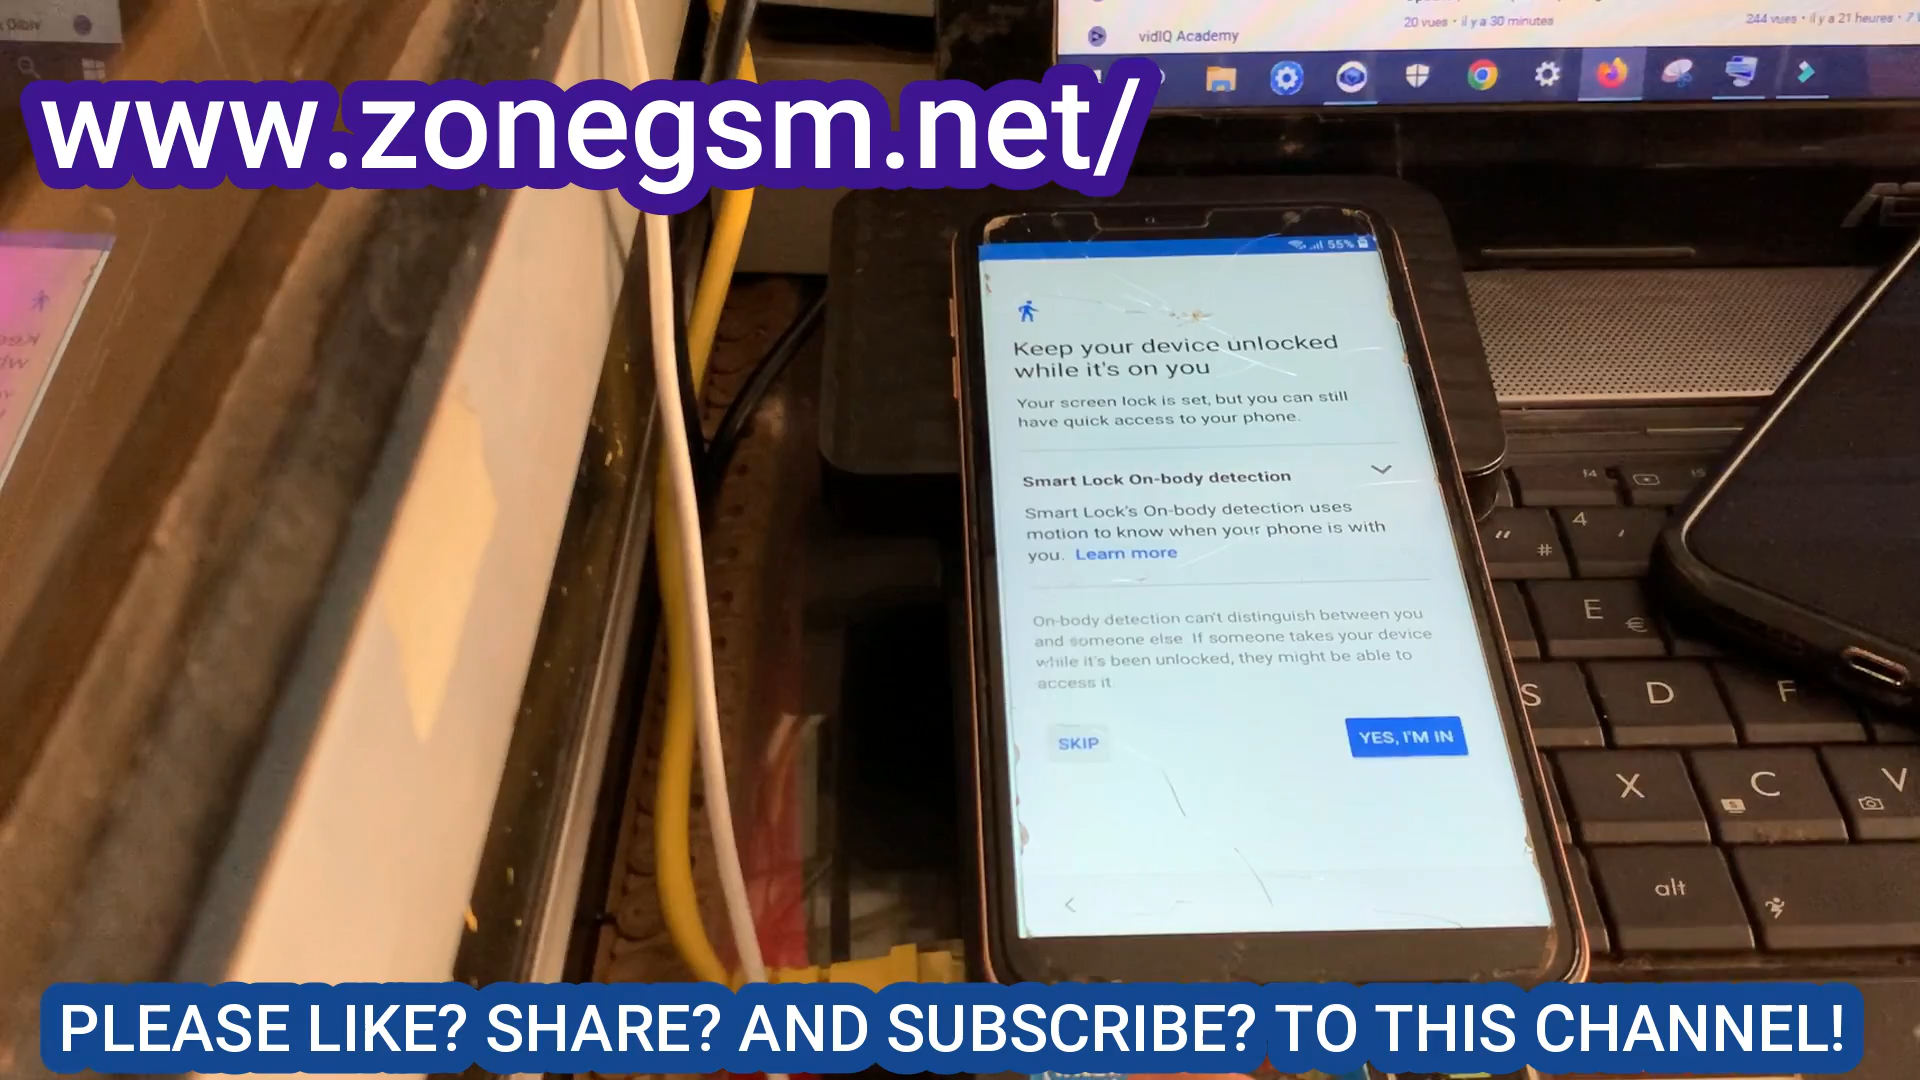 20 vues • il y a 30 minutes
244 vues • il y a 21 heures • 7
vidIQ Academy
www.zonegsm.net/
55%
Keep your device unlocked
while it's on you
Your screen lock is set, but you can still
have quick access to your phone.
Smart Lock On-body detection
Smart Lock's On-body detection uses
motion to know when your phone is with
you. Learn more
On-body detection can't distinguish between you
and someone else. If someone takes your device
while it's been unlocked, they might be able to
access it.
SKIP
YES, I'M IN
f4
f5
" # 4 '
E €
S D F
X C V
alt
PLEASE LIKE? SHARE? AND SUBSCRIBE? TO THIS CHANNEL!